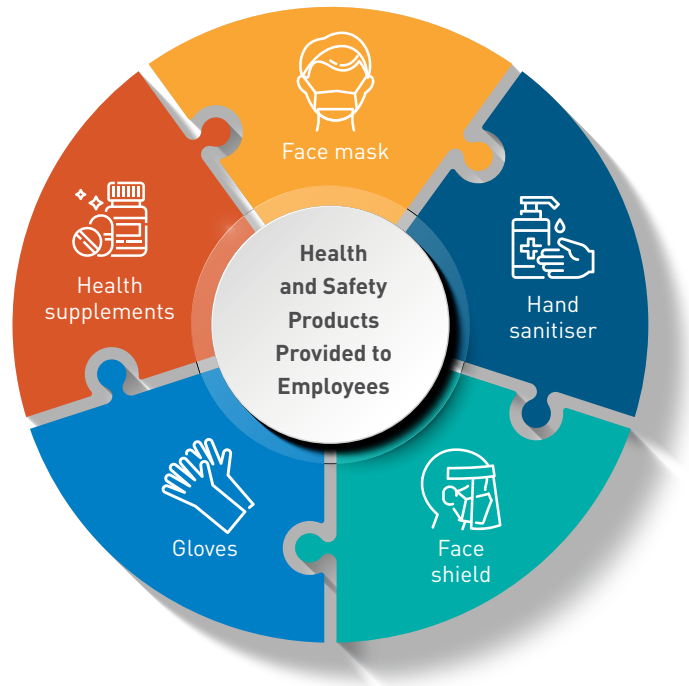 Face mask
Health
and Safety
Products
Provided to
Employees
Health
supplements
Hand
sanitiser
Gloves
Face
shield